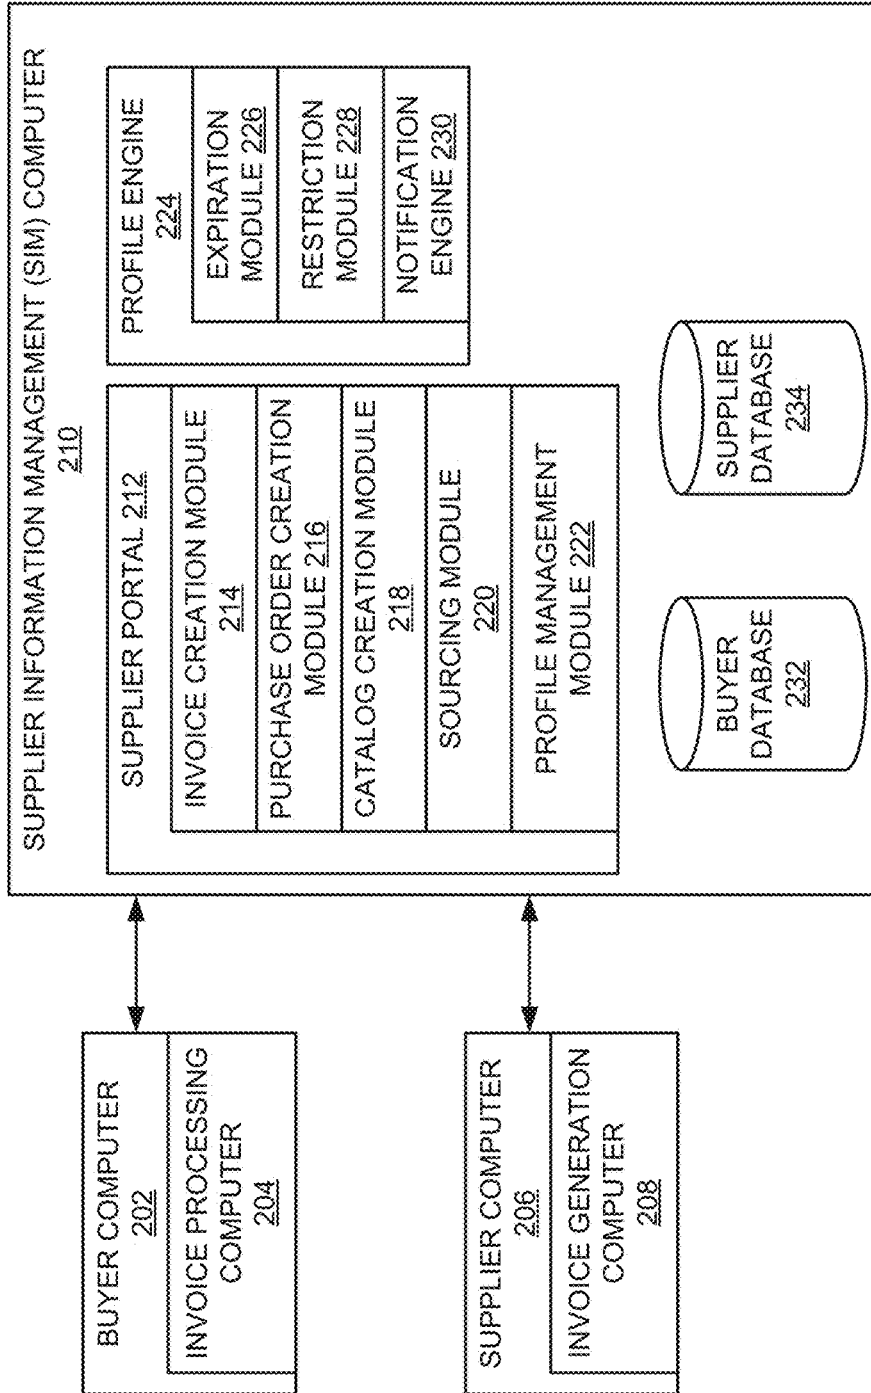 BUYER COMPUTER
202
INVOICE PROCESSING
COMPUTER
204
SUPPLIER COMPUTER
206
INVOICE GENERATION
COMPUTER
208
SUPPLIER INFORMATION MANAGEMENT (SIM) COMPUTER
210
SUPPLIER PORTAL 212
INVOICE CREATION MODULE
214
PURCHASE ORDER CREATION
MODULE 216
CATALOG CREATION MODULE
218
SOURCING MODULE
220
PROFILE MANAGEMENT
MODULE 222
PROFILE ENGINE
224
EXPIRATION
MODULE 226
RESTRICTION
MODULE 228
NOTIFICATION
ENGINE 230
BUYER
DATABASE
232
SUPPLIER
DATABASE
234